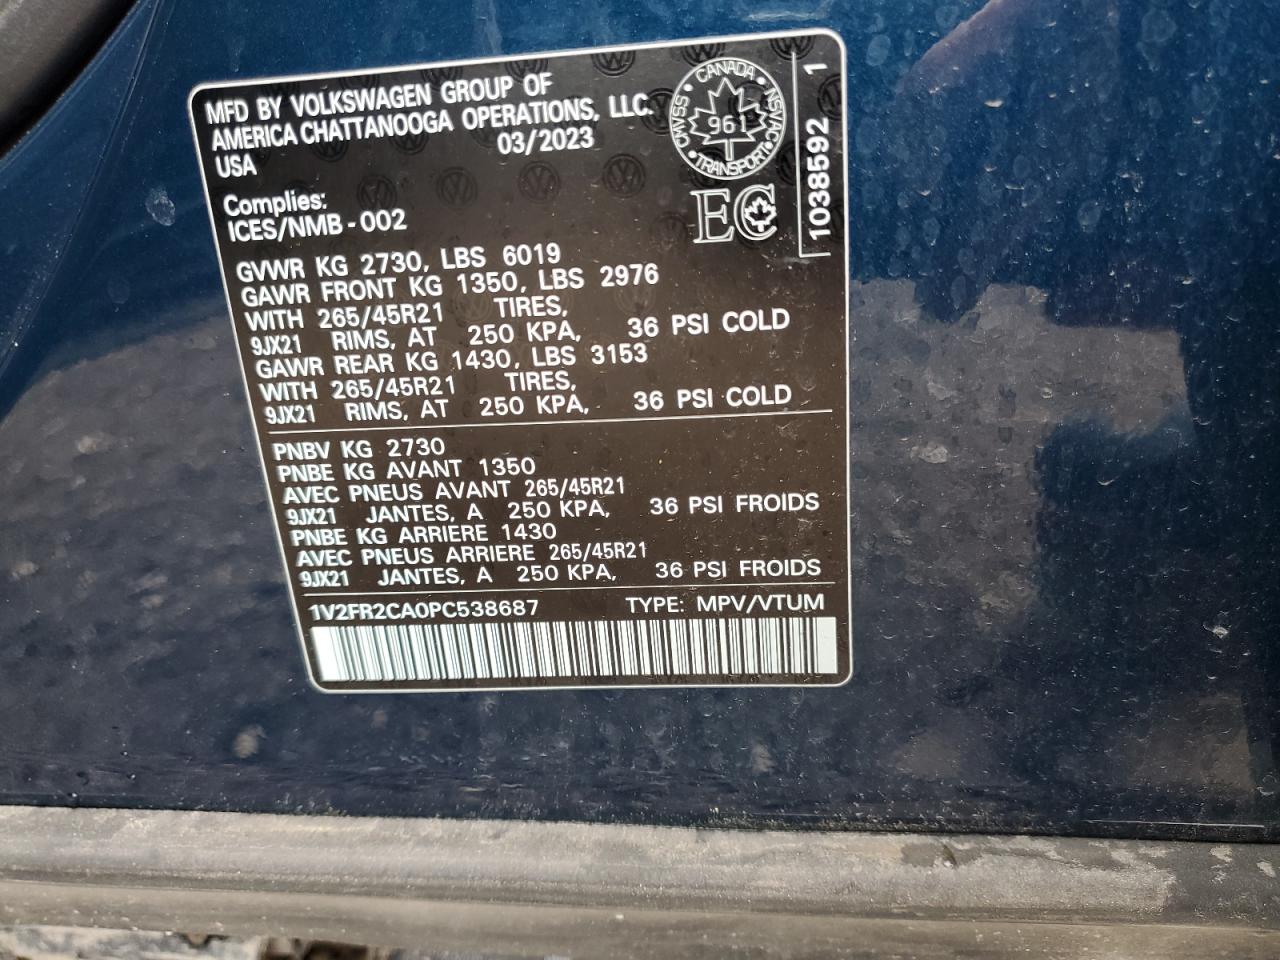 MFD BY VOLKSWAGEN GROUP OF
AMERICA CHATTANOOGA OPERATIONS, LLC.
03/2023
USA
CANADA
CMVSS
NSVAC
961
TRANSPORT
EC
1038592 1
Complies:
ICES/NMB-002
GVWR KG 2730, LBS 6019
GAWR FRONT KG 1350, LBS 2976
WITH 265/45R21 TIRES,
9JX21 RIMS, AT 250 KPA, 36 PSI COLD
GAWR REAR KG 1430, LBS 3153
WITH 265/45R21 TIRES,
9JX21 RIMS, AT 250 KPA, 36 PSI COLD
PNBV KG 2730
PNBE KG AVANT 1350
AVEC PNEUS AVANT 265/45R21
9JX21 JANTES, A 250 KPA, 36 PSI FROIDS
PNBE KG ARRIERE 1430
AVEC PNEUS ARRIERE 265/45R21
9JX21 JANTES, A 250 KPA, 36 PSI FROIDS
1V2FR2CA0PC538687 TYPE: MPV/VTUM